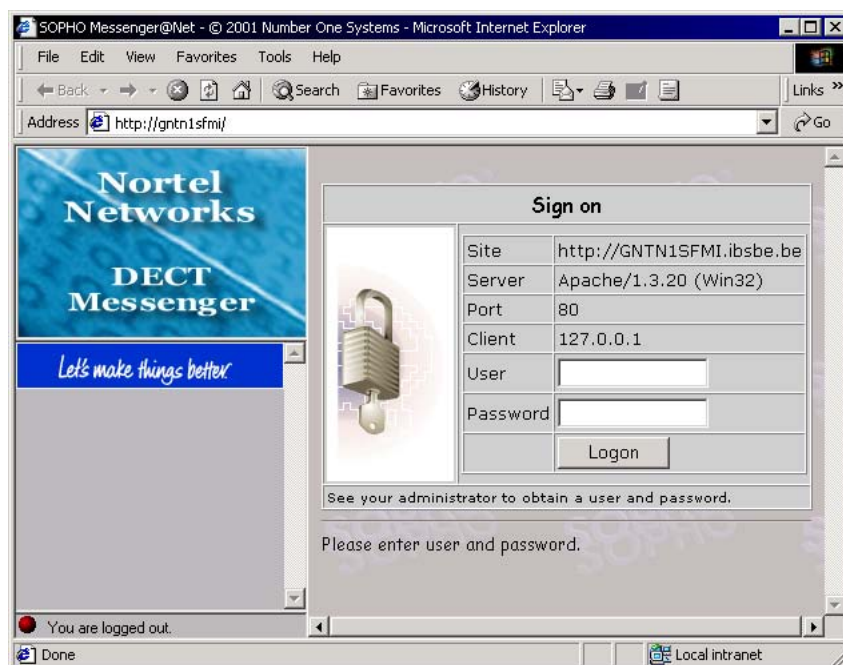 SOPHO Messenger@Net - © 2001 Number One Systems - Microsoft Internet Explorer
File Edit View Favorites Tools Help
Back Search Favorites History Links »
Address http://gntn1sfmi/ Go
Nortel
Networks
DECT
Messenger
Let's make things better.
You are logged out.
Sign on
Site http://GNTN1SFMI.ibsbe.be
Server Apache/1.3.20 (Win32)
Port 80
Client 127.0.0.1
User
Password
Logon
See your administrator to obtain a user and password.
SOPHO
SOPHO
Please enter user and password.
Done Local intranet